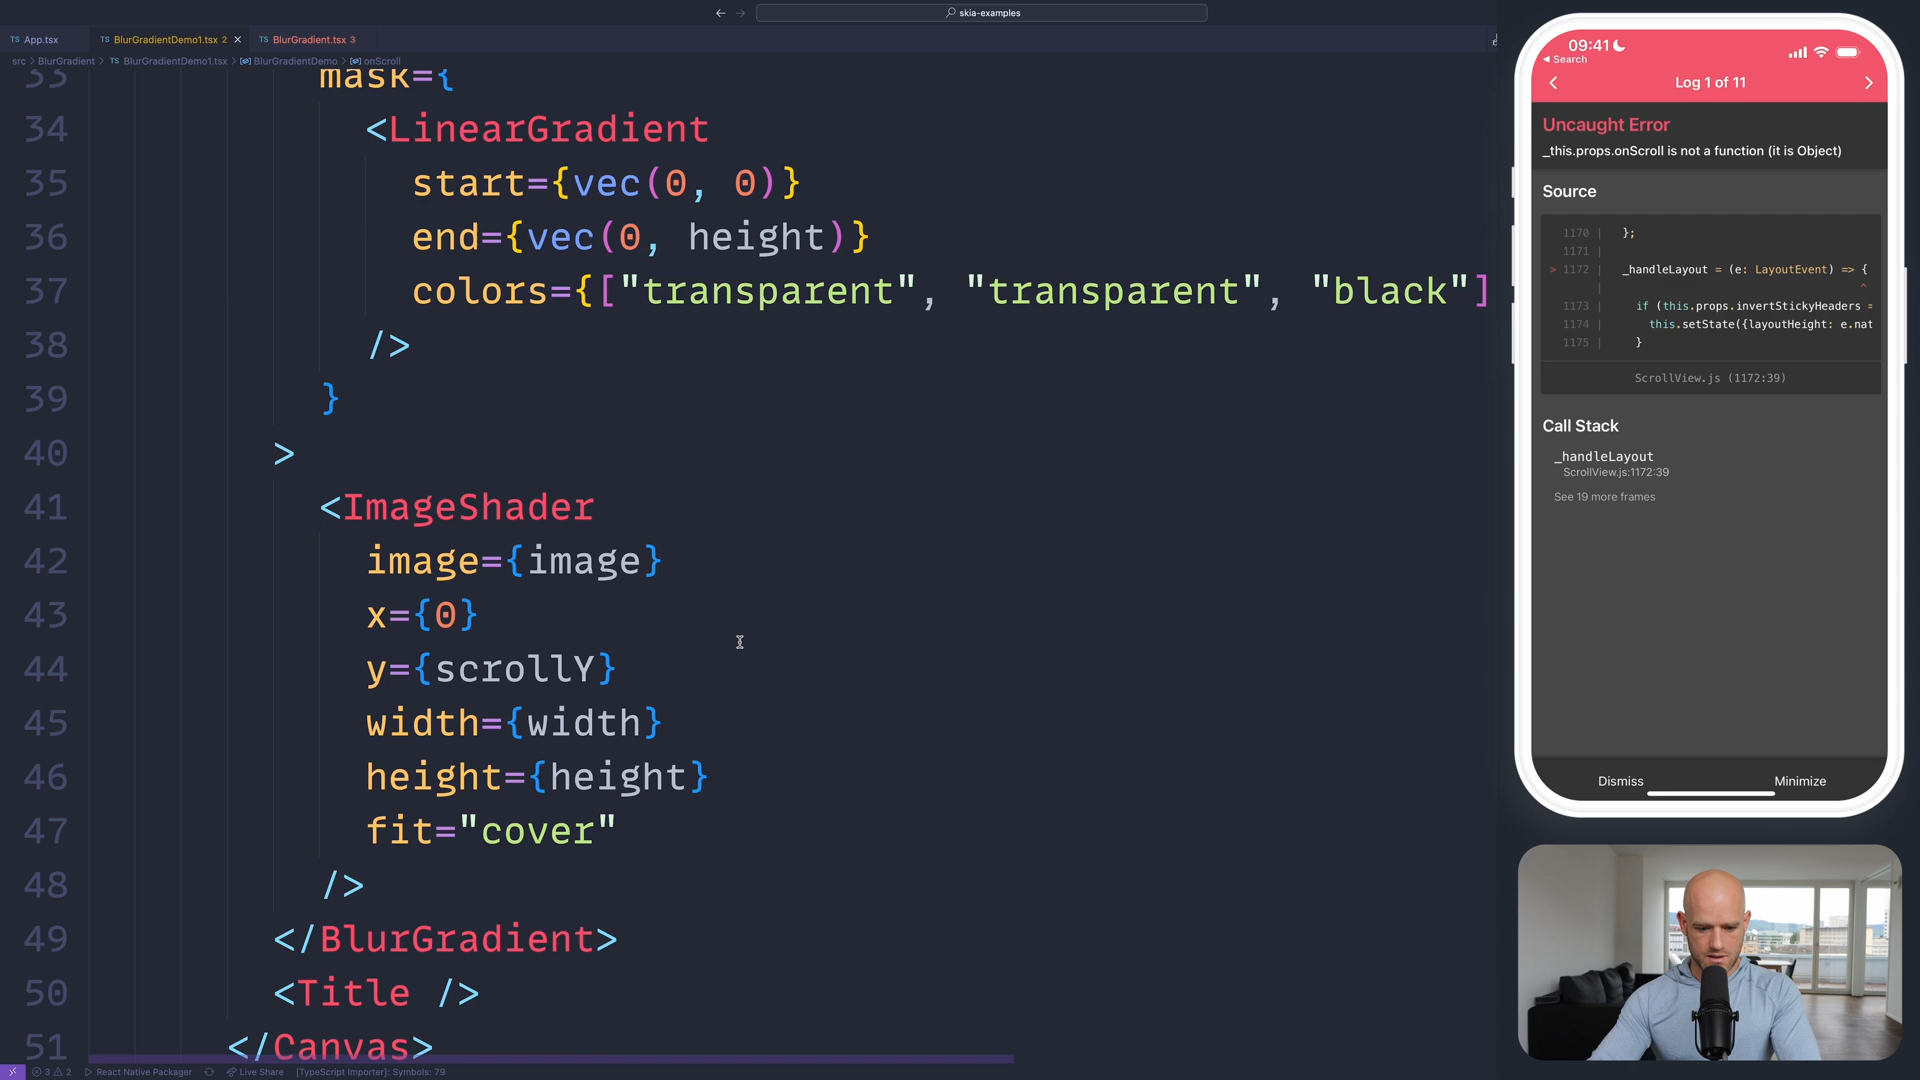 skia-examples
TS App.tsx
TS BlurGradientDemo1.tsx 2
TS BlurGradient.tsx 3
src > BlurGradient > TS BlurGradientDemo1.tsx > BlurGradientDemo > onScroll
33 mask={
34 <LinearGradient
35 start={vec(0, 0)}
36 end={vec(0, height)}
37 colors={["transparent", "transparent", "black"]
38 />
39 }
40 >
41 <ImageShader
42 image={image}
43 x={0}
44 y={scrollY}
45 width={width}
46 height={height}
47 fit="cover"
48 />
49 </BlurGradient>
50 <Title />
51 </Canvas>
3 2 React Native Packager Live Share [TypeScript Importer]: Symbols: 79
09:41
Search
Log 1 of 11
Uncaught Error
_this.props.onScroll is not a function (it is Object)
Source
1170 | };
1171 |
> 1172 | _handleLayout = (e: LayoutEvent) => {
| ^
1173 | if (this.props.invertStickyHeaders =
1174 | this.setState({layoutHeight: e.nat
1175 | }
ScrollView.js (1172:39)
Call Stack
_handleLayout
ScrollView.js:1172:39
See 19 more frames
Dismiss
Minimize